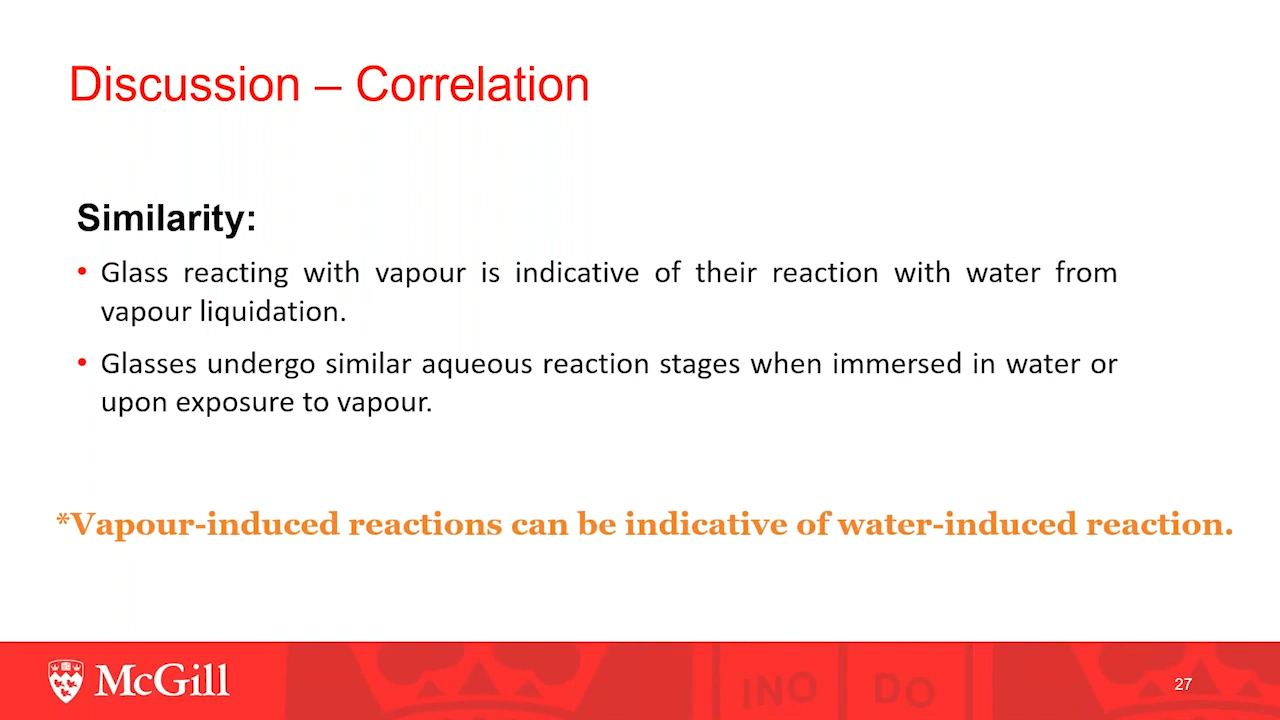 Discussion – Correlation
Similarity:
• Glass reacting with vapour is indicative of their reaction with water from
vapour liquidation.
• Glasses undergo similar aqueous reaction stages when immersed in water or
upon exposure to vapour.
*Vapour-induced reactions can be indicative of water-induced reaction.
McGill
INO DO
27